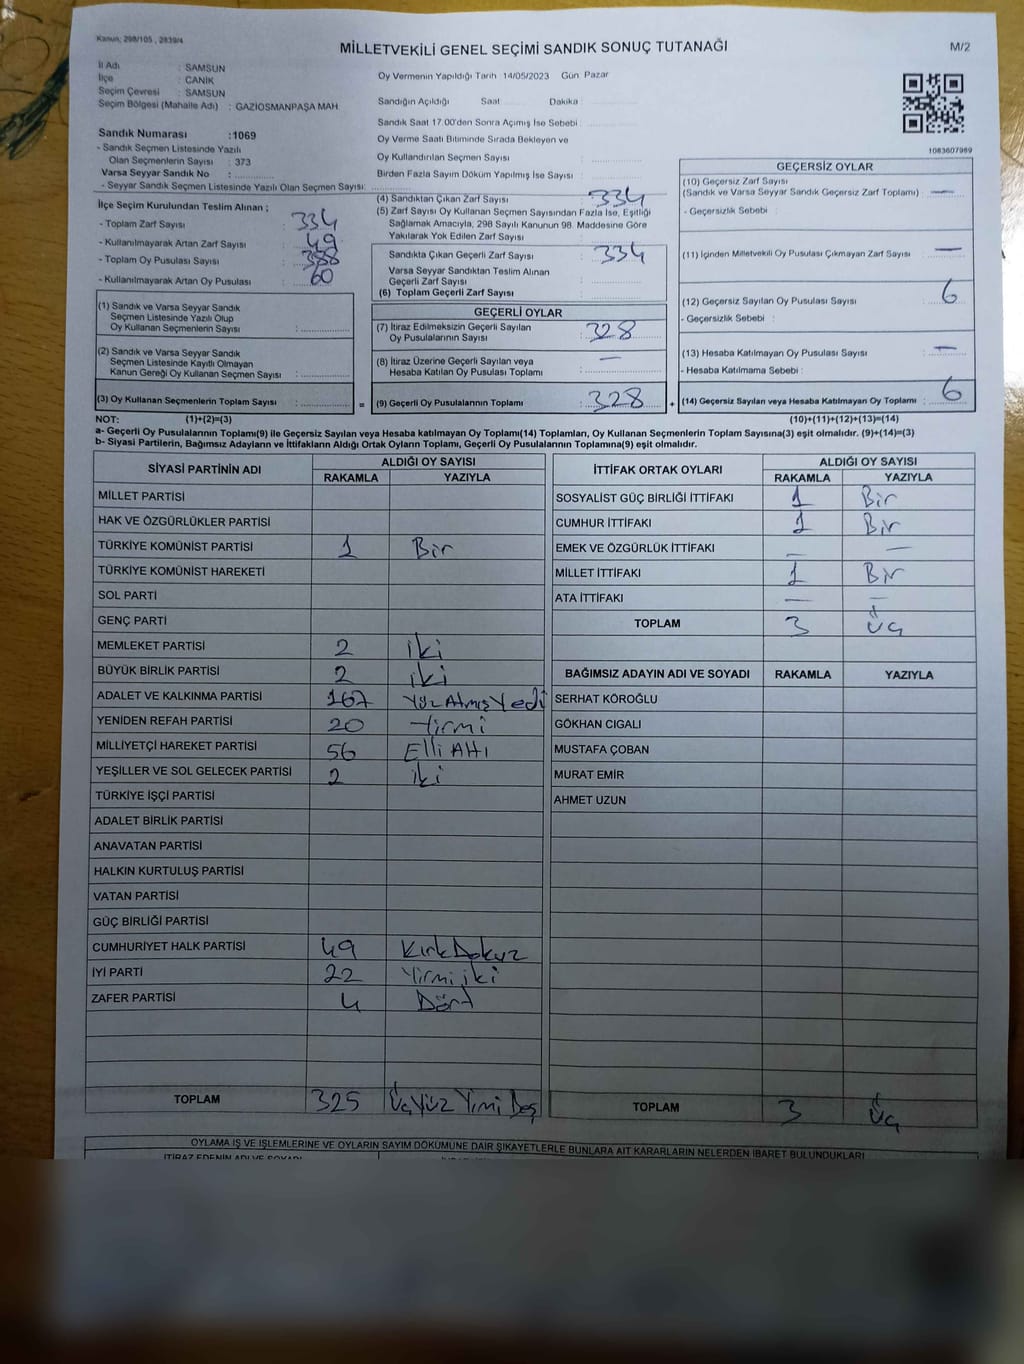 Kanun; 298/105 , 2839/4
MİLLETVEKİLİ GENEL SEÇİMİ SANDIK SONUÇ TUTANAĞI
M/2
İl Adı : SAMSUN
İlçe : CANİK
Seçim Çevresi : SAMSUN
Seçim Bölgesi (Mahalle Adı) : GAZİOSMANPAŞA MAH
Oy Vermenin Yapıldığı Tarih 14/05/2023 Gün Pazar
Sandığın Açıldığı Saat Dakika
Sandık Saat 17.00'den Sonra Açımış İse Sebebi :
Oy Verme Saati Bitiminde Sırada Bekleyen ve
Oy Kullandırılan Seçmen Sayısı
Birden Fazla Sayım Döküm Yapılmış İse Sayısı :
1083607969
Sandık Numarası :1069
- Sandık Seçmen Listesinde Yazılı
Olan Seçmenlerin Sayısı : 373
Varsa Seyyar Sandık No :
- Seyyar Sandık Seçmen Listesinde Yazılı Olan Seçmen Sayısı:
İlçe Seçim Kurulundan Teslim Alınan ;
- Toplam Zarf Sayısı : 334
- Kullanılmayarak Artan Zarf Sayısı : 49
- Toplam Oy Pusulası Sayısı : 388
- Kullanılmayarak Artan Oy Pusulası : 60
(1) Sandık ve Varsa Seyyar Sandık
Seçmen Listesinde Yazılı Olup
Oy Kullanan Seçmenlerin Sayısı :
(2) Sandık ve Varsa Seyyar Sandık
Seçmen Listesinde Kayıtlı Olmayan
Kanun Gereği Oy Kullanan Seçmen Sayısı :
(3) Oy Kullanan Seçmenlerin Toplam Sayısı : =
(4) Sandıktan Çıkan Zarf Sayısı : 334
(5) Zarf Sayısı Oy Kullanan Seçmen Sayısından Fazla İse, Eşitliği
Sağlamak Amacıyla, 298 Sayılı Kanunun 98. Maddesine Göre
Yakılarak Yok Edilen Zarf Sayısı :
Sandıkta Çıkan Geçerli Zarf Sayısı : 334
Varsa Seyyar Sandıktan Teslim Alınan
Geçerli Zarf Sayısı :
(6) Toplam Geçerli Zarf Sayısı :
GEÇERLİ OYLAR
(7) İtiraz Edilmeksizin Geçerli Sayılan
Oy Pusulalarının Sayısı : 328
(8) İtiraz Üzerine Geçerli Sayılan veya
Hesaba Katılan Oy Pusulası Toplamı : —
(9) Geçerli Oy Pusulalarının Toplamı : 328 +
GEÇERSİZ OYLAR
(10) Geçersiz Zarf Sayısı
(Sandık ve Varsa Seyyar Sandık Geçersiz Zarf Toplamı) : —
- Geçersizlik Sebebi :
(11) İçinden Milletvekili Oy Pusulası Çıkmayan Zarf Sayısı : —
(12) Geçersiz Sayılan Oy Pusulası Sayısı : 6
- Geçersizlik Sebebi :
(13) Hesaba Katılmayan Oy Pusulası Sayısı : —
- Hesaba Katılmama Sebebi :
(14) Geçersiz Sayılan veya Hesaba Katılmayan Oy Toplamı : 6
NOT: (1)+(2)=(3) (10)+(11)+(12)+(13)=(14)
a- Geçerli Oy Pusulalarının Toplamı(9) ile Geçersiz Sayılan veya Hesaba katılmayan Oy Toplamı(14) Toplamları, Oy Kullanan Seçmenlerin Toplam Sayısına(3) eşit olmalıdır. (9)+(14)=(3)
b- Siyasi Partilerin, Bağımsız Adayların ve İttifakların Aldığı Ortak Oyların Toplamı, Geçerli Oy Pusulalarının Toplamına(9) eşit olmalıdır.
SİYASİ PARTİNİN ADI ALDIĞI OY SAYISI
RAKAMLA YAZIYLA
MİLLET PARTİSİ
HAK VE ÖZGÜRLÜKLER PARTİSİ
TÜRKİYE KOMÜNİST PARTİSİ 1 Bir
TÜRKİYE KOMÜNİST HAREKETİ
SOL PARTİ
GENÇ PARTİ
MEMLEKET PARTİSİ 2 iki
BÜYÜK BİRLİK PARTİSİ 2 iki
ADALET VE KALKINMA PARTİSİ 167 YüzAtmışYedi
YENİDEN REFAH PARTİSİ 20 Yirmi
MİLLİYETÇİ HAREKET PARTİSİ 56 Elli Altı
YEŞİLLER VE SOL GELECEK PARTİSİ 2 iki
TÜRKİYE İŞÇİ PARTİSİ
ADALET BİRLİK PARTİSİ
ANAVATAN PARTİSİ
HALKIN KURTULUŞ PARTİSİ
VATAN PARTİSİ
GÜÇ BİRLİĞİ PARTİSİ
CUMHURİYET HALK PARTİSİ 49 KırkDokuz
İYİ PARTİ 22 Yirmi iki
ZAFER PARTİSİ 4 Dört
TOPLAM 325 ÜçYüz Yirmi Beş
İTTİFAK ORTAK OYLARI ALDIĞI OY SAYISI
RAKAMLA YAZIYLA
SOSYALİST GÜÇ BİRLİĞİ İTTİFAKI 1 Bir
CUMHUR İTTİFAKI 1 Bir
EMEK VE ÖZGÜRLÜK İTTİFAKI — —
MİLLET İTTİFAKI 1 Bir
ATA İTTİFAKI — —
TOPLAM 3 Üç
BAĞIMSIZ ADAYIN ADI VE SOYADI RAKAMLA YAZIYLA
SERHAT KÖROĞLU
GÖKHAN CIGALI
MUSTAFA ÇOBAN
MURAT EMİR
AHMET UZUN
TOPLAM 3 Üç
OYLAMA İŞ VE İŞLEMLERİNE VE OYLARIN SAYIM DÖKÜMÜNE DAİR ŞİKAYETLERLE BUNLARA AİT KARARLARIN NELERDEN İBARET BULUNDUKLARI
İTİRAZ EDENİN ADI VE SOYADI